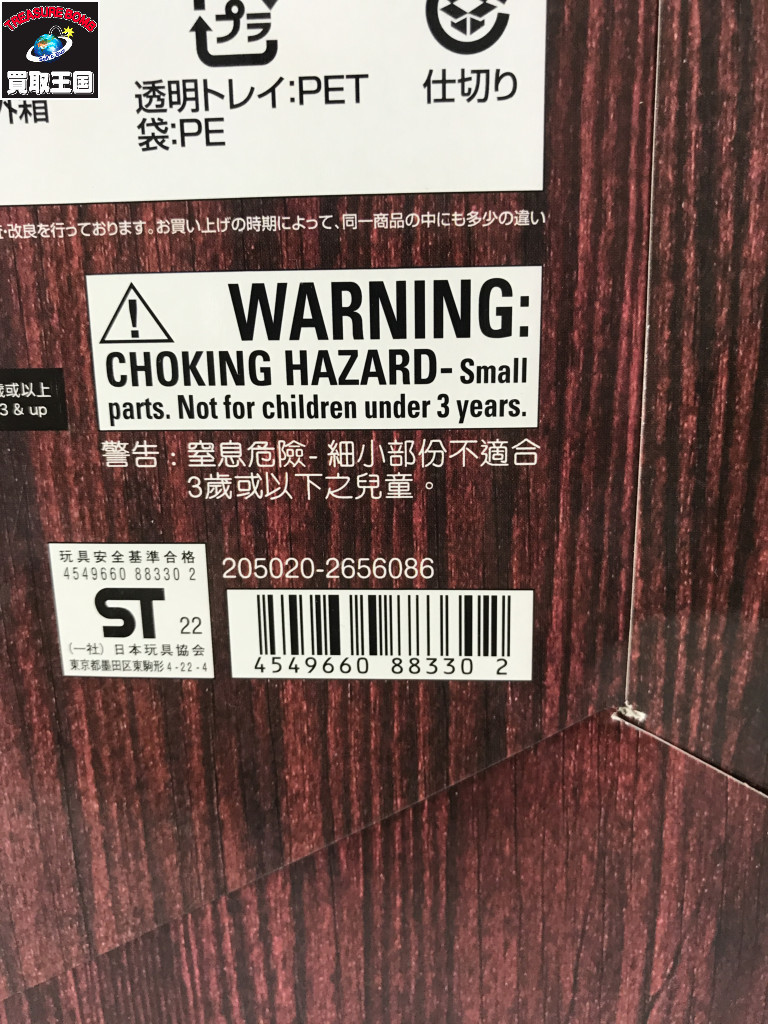 TREASURE BOMB
買取王国
プラ
外箱
透明トレイ:PET
袋:PE
仕切り
・改良を行っております。お買い上げの時期によって、同一商品の中にも多少の違い
WARNING:
CHOKING HAZARD- Small
parts. Not for children under 3 years.
歲或以上
3 & up
警告：窒息危險- 細小部份不適合
3歲或以下之兒童。
玩具安全基準合格
4549660 88330 2
ST 22
(一社) 日本玩具協会
東京都墨田区東駒形4-22-4
205020-2656086
4549660 88330 2